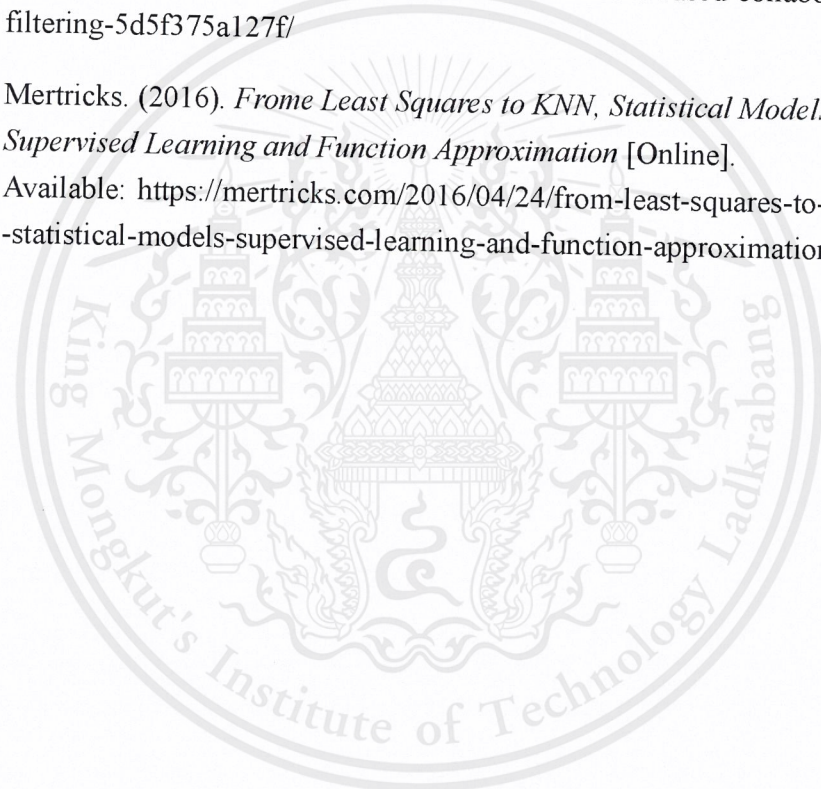 filtering-5d5f375a127f/
Mertricks. (2016). Frome Least Squares to KNN, Statistical Model
Supervised Learning and Function Approximation [Online].
Available: https://mertricks.com/2016/04/24/from-least-squares-to-
-statistical-models-supervised-learning-and-function-approximation
King Mongkut's Institute of Technology Ladkrabang